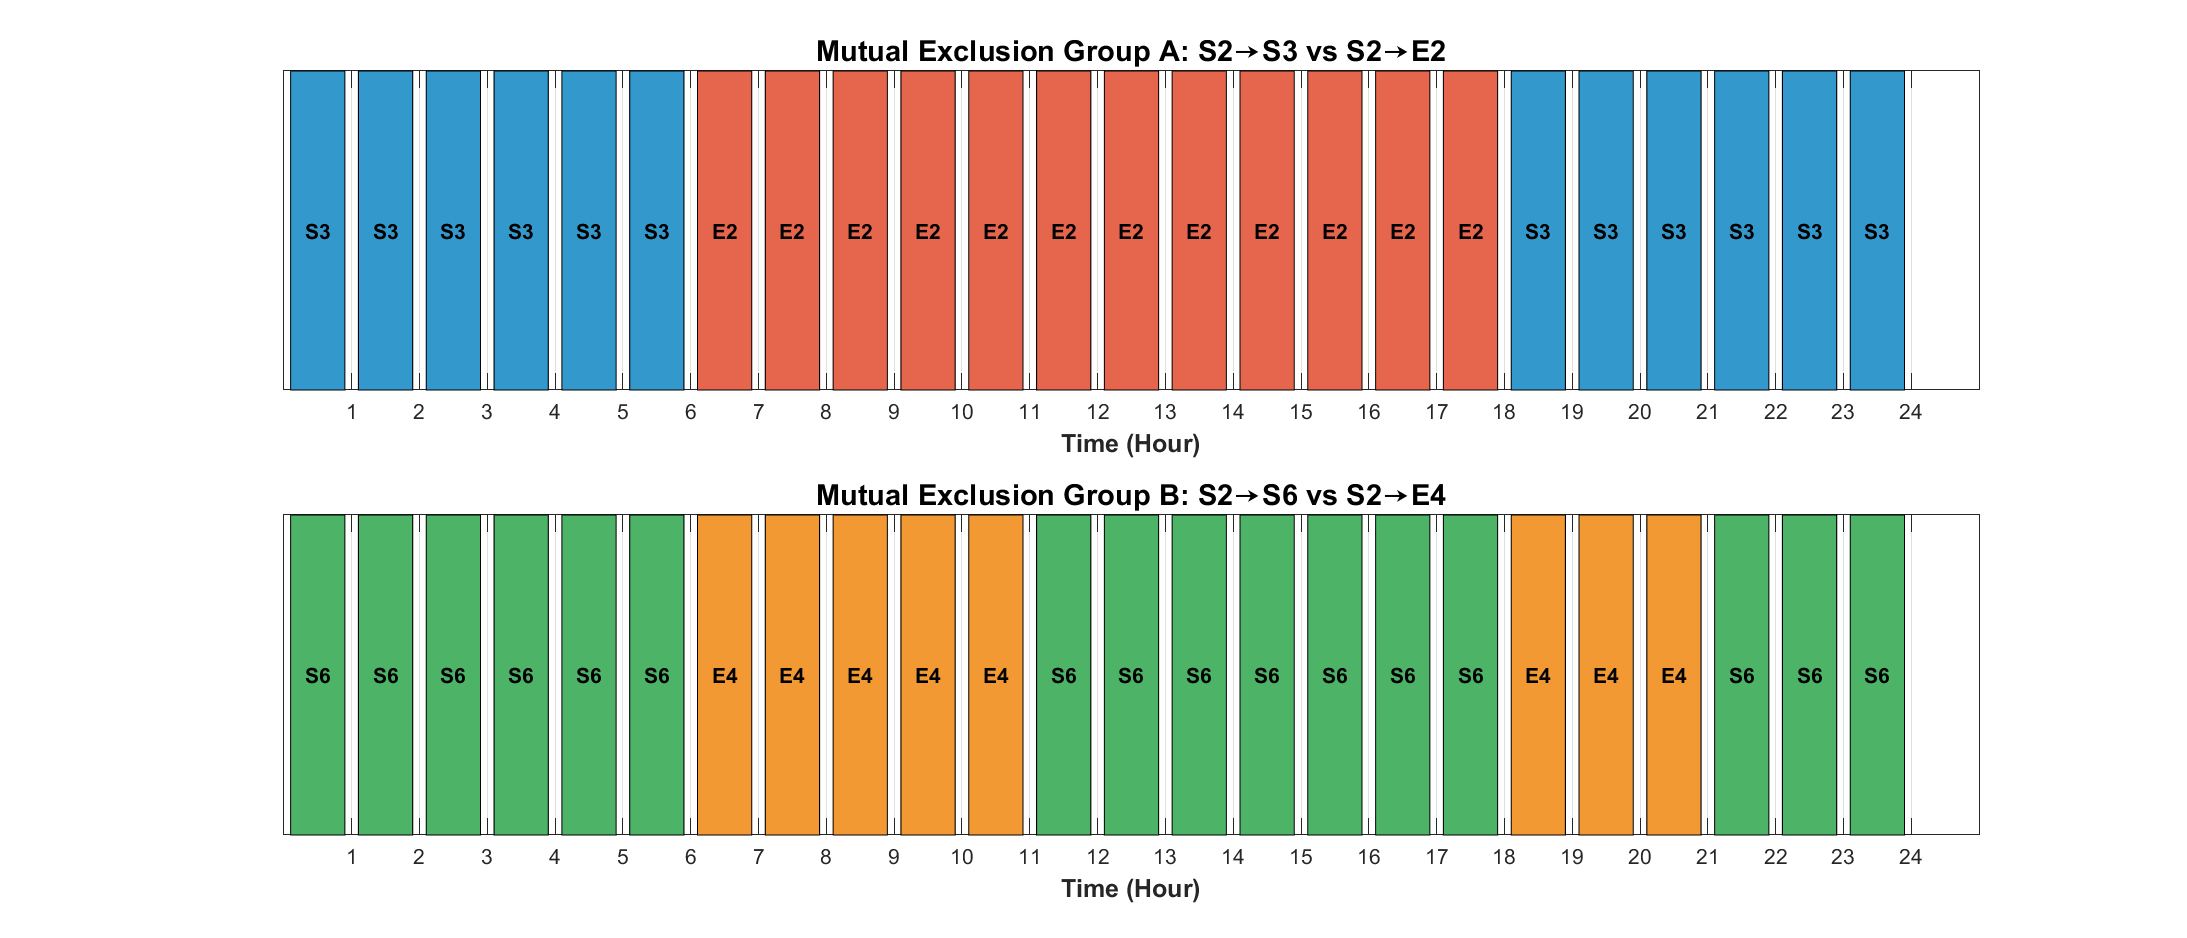 Mutual Exclusion Group A: S2→S3 vs S2→E2
S3 S3 S3 S3 S3 S3 E2 E2 E2 E2 E2 E2 E2 E2 E2 E2 E2 E2 S3 S3 S3 S3 S3 S3
1 2 3 4 5 6 7 8 9 10 11 12 13 14 15 16 17 18 19 20 21 22 23 24
Time (Hour)
Mutual Exclusion Group B: S2→S6 vs S2→E4
S6 S6 S6 S6 S6 S6 E4 E4 E4 E4 E4 S6 S6 S6 S6 S6 S6 S6 E4 E4 E4 S6 S6 S6
1 2 3 4 5 6 7 8 9 10 11 12 13 14 15 16 17 18 19 20 21 22 23 24
Time (Hour)